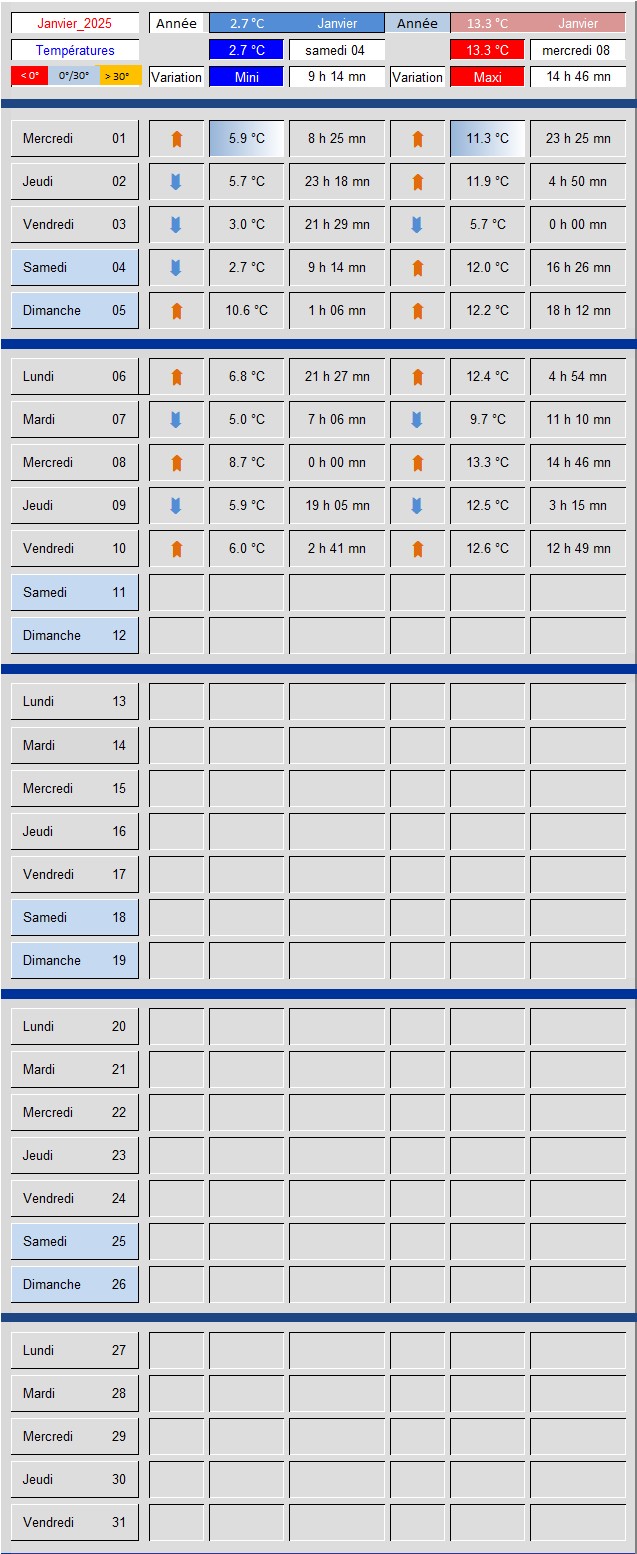 Janvier_2025 Année 2.7 °C Janvier Année 13.3 °C Janvier
Températures 2.7 °C samedi 04 13.3 °C mercredi 08
< 0° 0°/30° > 30° Variation Mini 9 h 14 mn Variation Maxi 14 h 46 mn
Mercredi 01 5.9 °C 8 h 25 mn 11.3 °C 23 h 25 mn
Jeudi 02 5.7 °C 23 h 18 mn 11.9 °C 4 h 50 mn
Vendredi 03 3.0 °C 21 h 29 mn 5.7 °C 0 h 00 mn
Samedi 04 2.7 °C 9 h 14 mn 12.0 °C 16 h 26 mn
Dimanche 05 10.6 °C 1 h 06 mn 12.2 °C 18 h 12 mn
Lundi 06 6.8 °C 21 h 27 mn 12.4 °C 4 h 54 mn
Mardi 07 5.0 °C 7 h 06 mn 9.7 °C 11 h 10 mn
Mercredi 08 8.7 °C 0 h 00 mn 13.3 °C 14 h 46 mn
Jeudi 09 5.9 °C 19 h 05 mn 12.5 °C 3 h 15 mn
Vendredi 10 6.0 °C 2 h 41 mn 12.6 °C 12 h 49 mn
Samedi 11
Dimanche 12
Lundi 13
Mardi 14
Mercredi 15
Jeudi 16
Vendredi 17
Samedi 18
Dimanche 19
Lundi 20
Mardi 21
Mercredi 22
Jeudi 23
Vendredi 24
Samedi 25
Dimanche 26
Lundi 27
Mardi 28
Mercredi 29
Jeudi 30
Vendredi 31